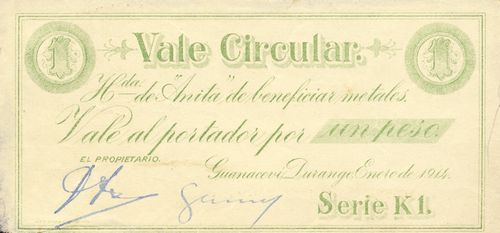 1 Vale Circular. 1
Hda. de "Anita" de beneficiar metales.
Vale al portador por un peso.
EL PROPIETARIO.
Guanacevi, Durango, Enero de 1914.
Serie K1.